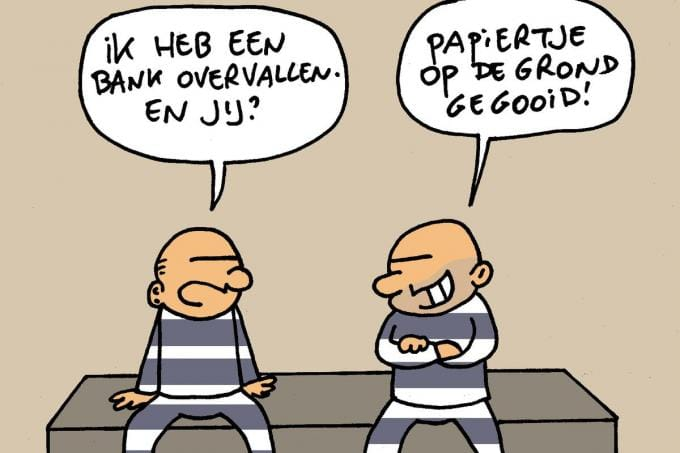 iK HEB EEN
BANK OVERVALLEN.
EN JIJ?
PAPiERTJE
OP DE GROND
GEGOOiD!